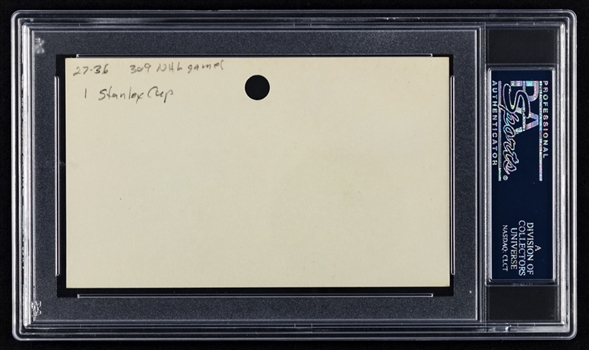 27-36 309 NHL games
1 Stanley Cup
PSA
Sports®
PROFESSIONAL
AUTHENTICATOR
A
DIVISION OF
COLLECTORS
UNIVERSE
NASDAQ: CLCT